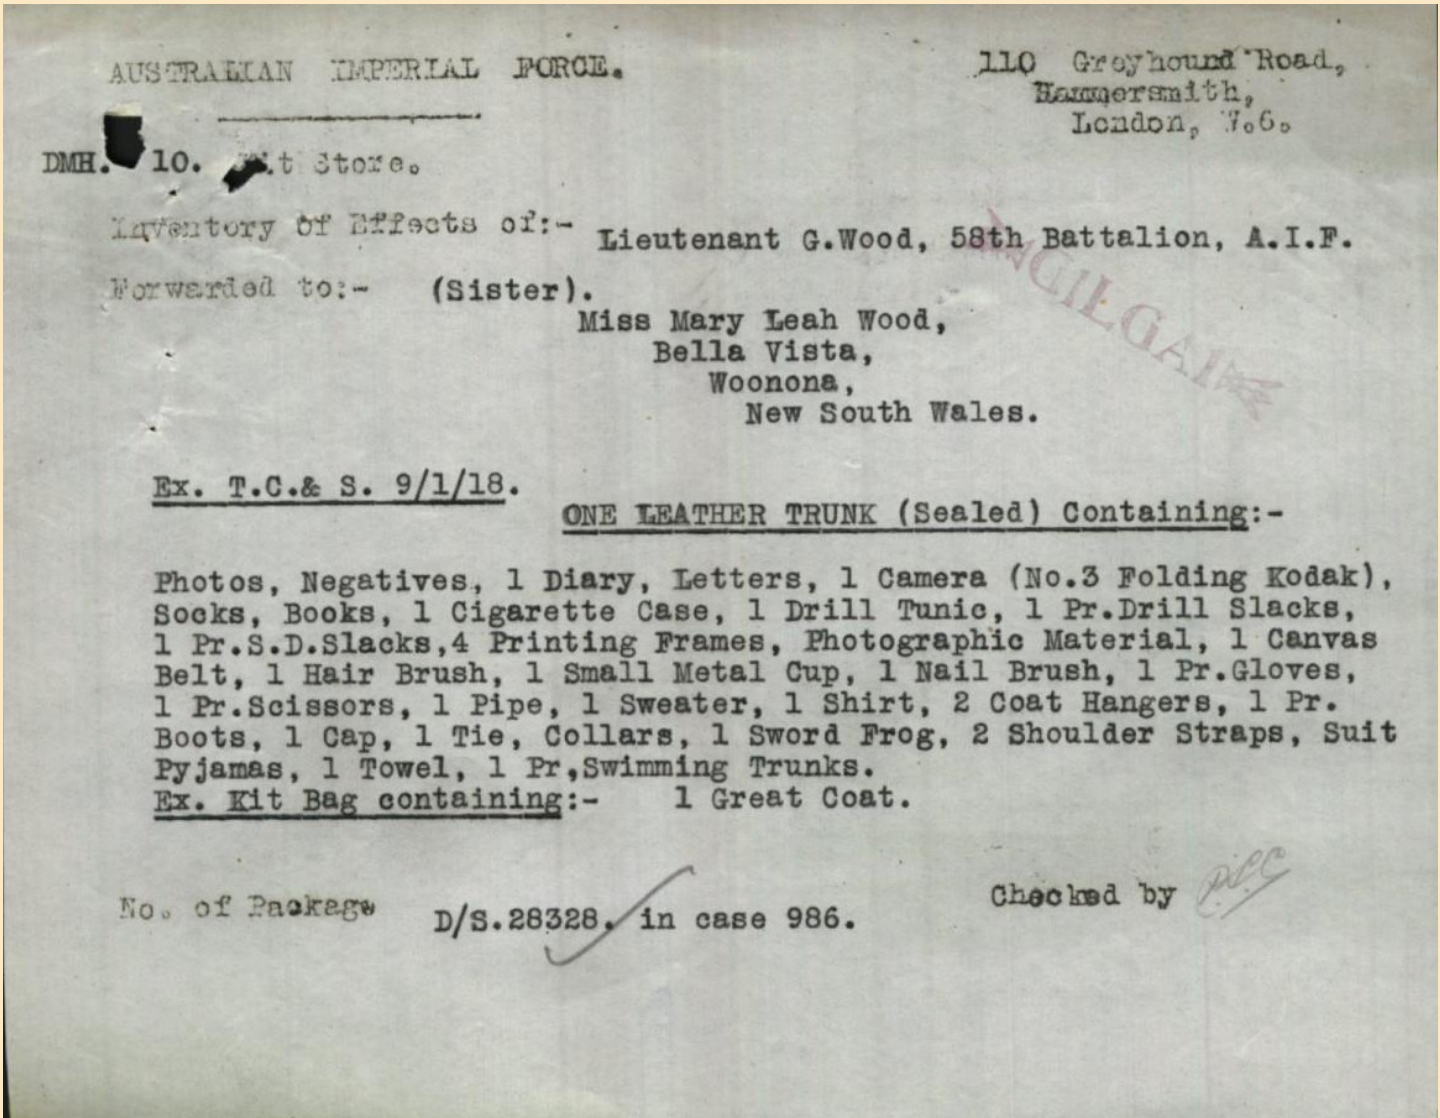 AUSTRALIAN IMPERIAL FORCE.
110 Greyhound Road,
Hammersmith,
London, W.6.
DMH. 10. Kit Store.
Inventory of Effects of:- Lieutenant G.Wood, 58th Battalion, A.I.F.
Forwarded to:- (Sister).
Miss Mary Leah Wood,
Bella Vista,
Woonona,
New South Wales.
GILGAI
Ex. T.C.& S. 9/1/18.
ONE LEATHER TRUNK (Sealed) Containing:-
Photos, Negatives, 1 Diary, Letters, 1 Camera (No.3 Folding Kodak),
Socks, Books, 1 Cigarette Case, 1 Drill Tunic, 1 Pr.Drill Slacks,
1 Pr.S.D.Slacks,4 Printing Frames, Photographic Material, 1 Canvas
Belt, 1 Hair Brush, 1 Small Metal Cup, 1 Nail Brush, 1 Pr.Gloves,
1 Pr.Scissors, 1 Pipe, 1 Sweater, 1 Shirt, 2 Coat Hangers, 1 Pr.
Boots, 1 Cap, 1 Tie, Collars, 1 Sword Frog, 2 Shoulder Straps, Suit
Pyjamas, 1 Towel, 1 Pr,Swimming Trunks.
Ex. Kit Bag containing:- 1 Great Coat.
No. of Package D/S.28328. in case 986.
Checked by